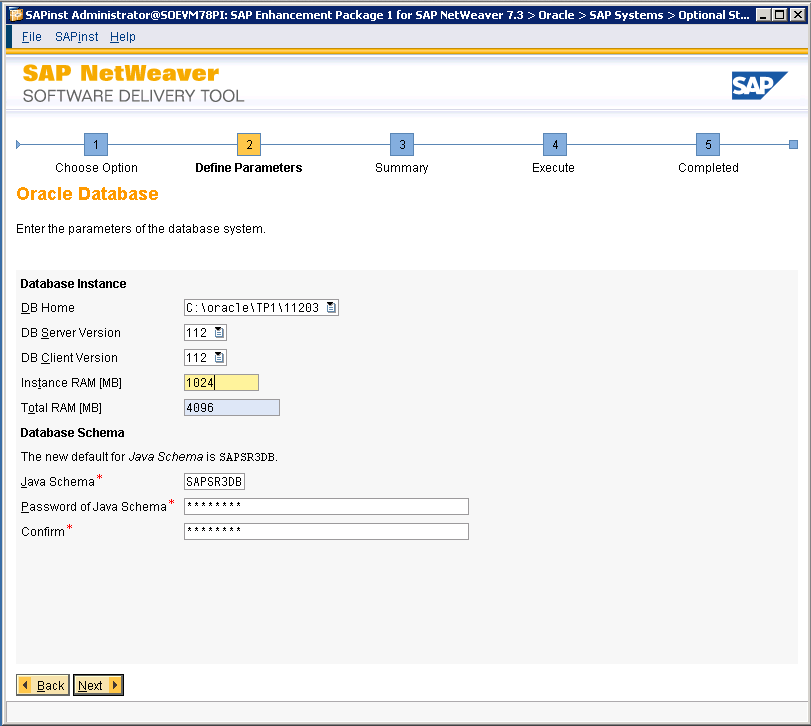 SAPinst Administrator@SOEVM78PI: SAP Enhancement Package 1 for SAP NetWeaver 7.3 > Oracle > SAP Systems > Optional St...
File SAPinst Help
SAP NetWeaver
SOFTWARE DELIVERY TOOL
SAP
1 2 3 4 5
Choose Option Define Parameters Summary Execute Completed
Oracle Database
Enter the parameters of the database system.
Database Instance
DB Home C:\oracle\TP1\11203
DB Server Version 112
DB Client Version 112
Instance RAM [MB] 1024
Total RAM [MB] 4096
Database Schema
The new default for Java Schema is SAPSR3DB.
Java Schema* SAPSR3DB
Password of Java Schema* ********
Confirm* ********
Back Next